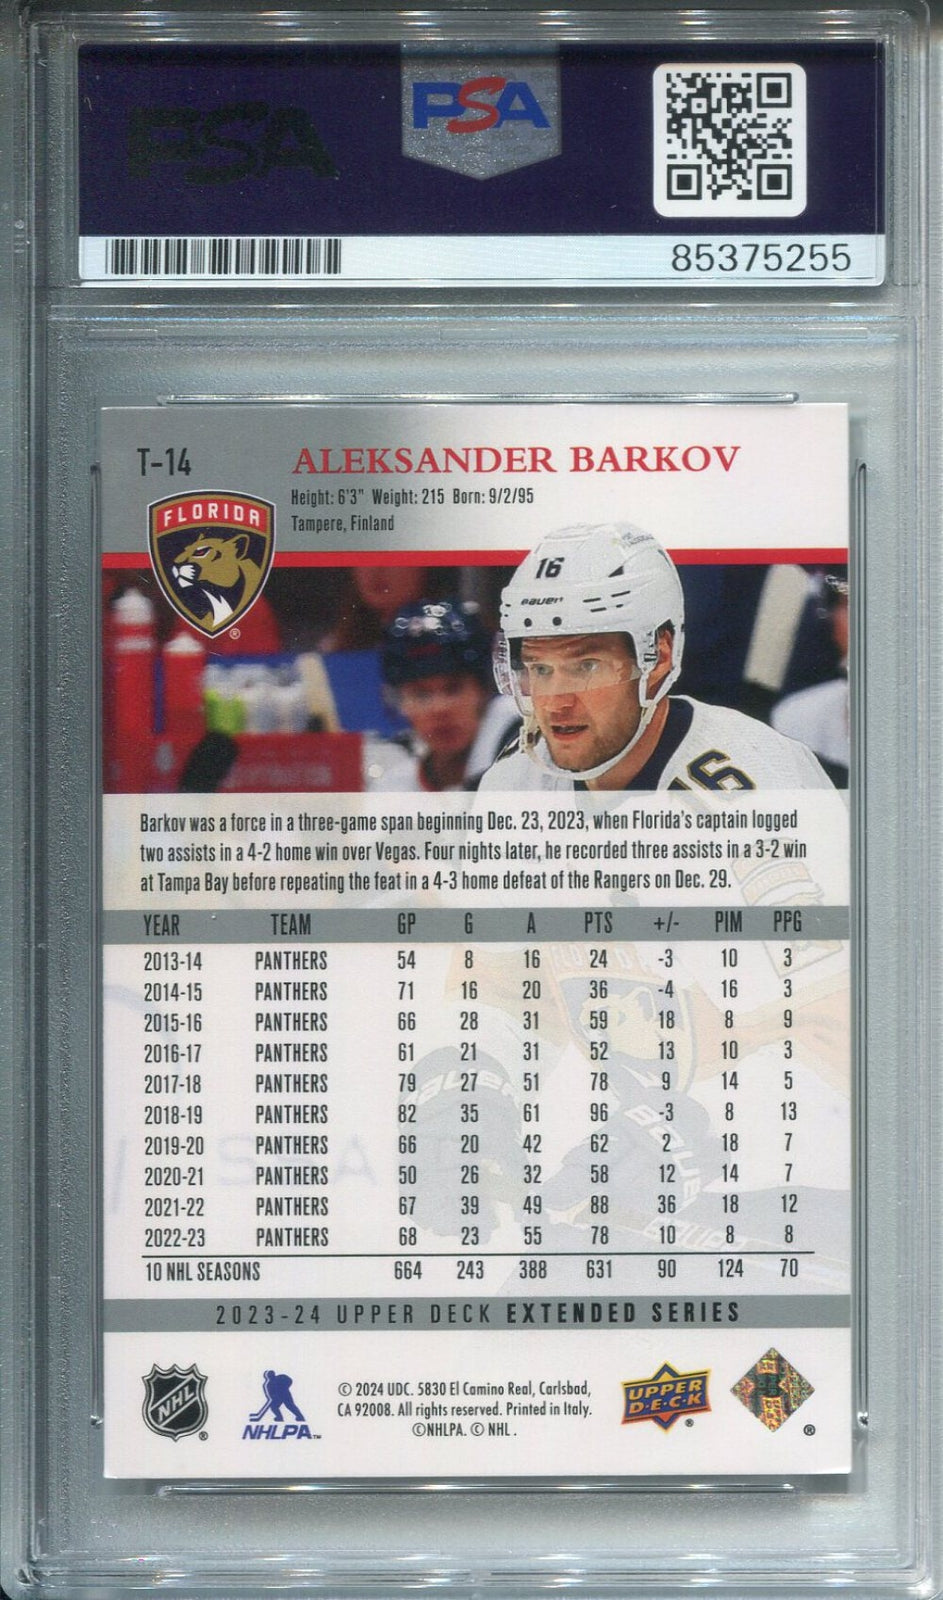 PSA
PSA
85375255
T-14
ALEKSANDER BARKOV
Height: 6'3" Weight: 215 Born: 9/2/95
Tampere, Finland
FLORIDA
®
16
BAUER
16
Barkov was a force in a three-game span beginning Dec. 23, 2023, when Florida's captain logged
two assists in a 4-2 home win over Vegas. Four nights later, he recorded three assists in a 3-2 win
at Tampa Bay before repeating the feat in a 4-3 home defeat of the Rangers on Dec. 29.
YEAR TEAM GP G A PTS +/- PIM PPG
2013-14 PANTHERS 54 8 16 24 -3 10 3
2014-15 PANTHERS 71 16 20 36 -4 16 3
2015-16 PANTHERS 66 28 31 59 18 8 9
2016-17 PANTHERS 61 21 31 52 13 10 3
2017-18 PANTHERS 79 27 51 78 9 14 5
2018-19 PANTHERS 82 35 61 96 -3 8 13
2019-20 PANTHERS 66 20 42 62 2 18 7
2020-21 PANTHERS 50 26 32 58 12 14 7
2021-22 PANTHERS 67 39 49 88 36 18 12
2022-23 PANTHERS 68 23 55 78 10 8 8
10 NHL SEASONS 664 243 388 631 90 124 70
2023-24 UPPER DECK EXTENDED SERIES
NHL ®
NHLPA™
© 2024 UDC. 5830 El Camino Real, Carlsbad,
CA 92008. All rights reserved. Printed in Italy.
©NHLPA. © NHL .
UPPER
D·E·C·K
®
®